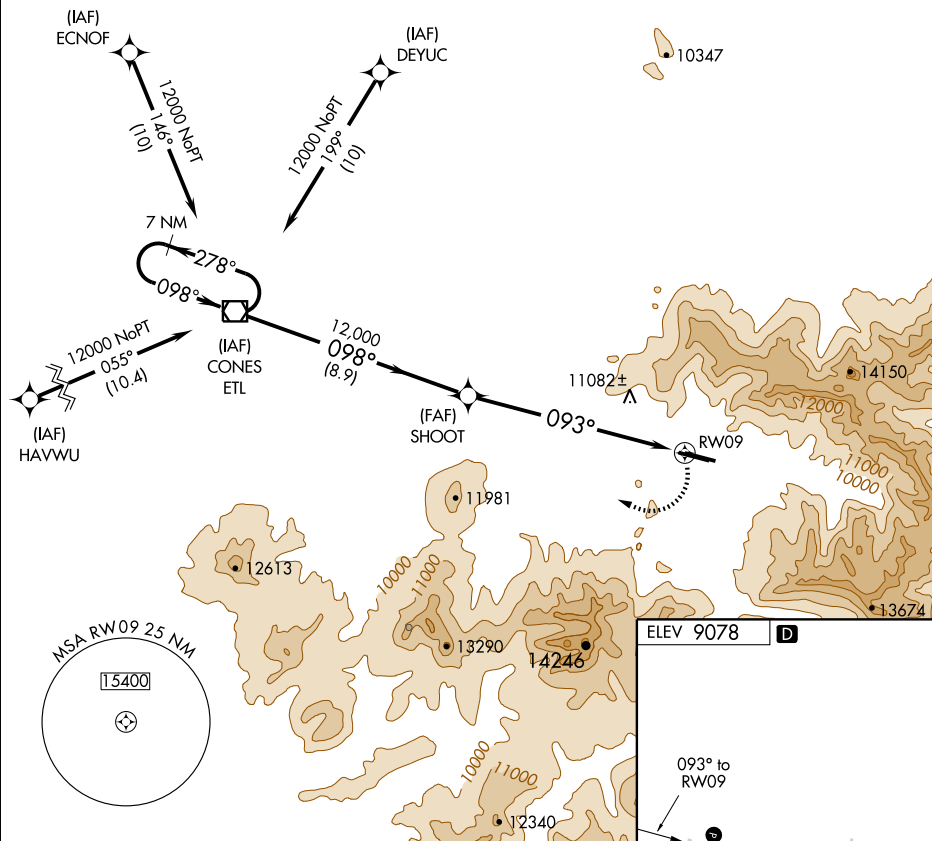 (IAF)
ECNOF
(IAF)
DEYUC
10347
12000 NoPT
146°
(10)
12000 NoPT
199°
(10)
7 NM
278°
098°
(IAF)
CONES
ETL
12000 NoPT
055°
(10.4)
(IAF)
HAVWU
12,000
098°
(8.9)
(FAF)
SHOOT
093°
11082±
RW09
14150
12000
11000
10000
11981
12613
10000
11000
13290
14246
13674
MSA RW09 25 NM
15400
ELEV 9078
D
10000
11000
12340
093° to
RW09
P